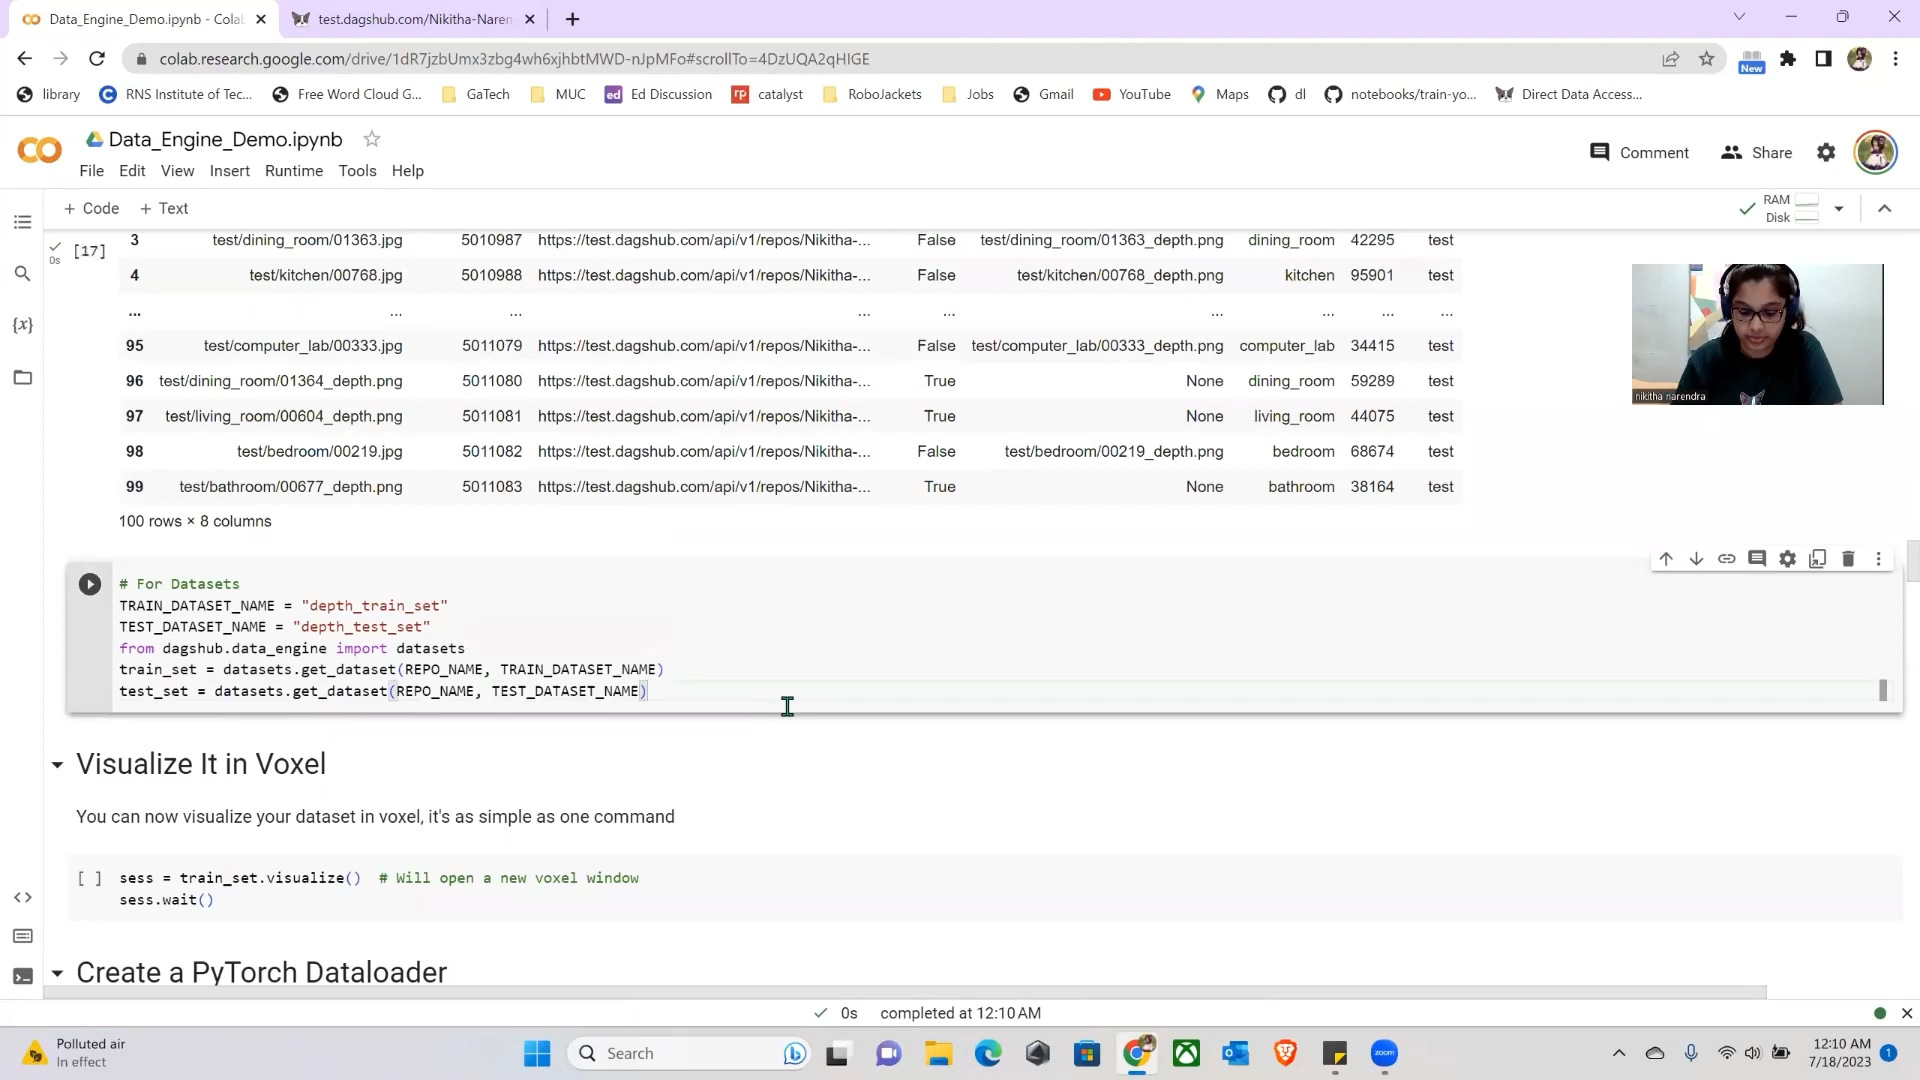 Data_Engine_Demo.ipynb - Colab
test.dagshub.com/Nikitha-Naren
colab.research.google.com/drive/1dR7jzbUmx3zbg4wh6xjhbtMWD-nJpMFo#scrollTo=4DzUQA2qHIGE
New
library
RNS Institute of Tec...
Free Word Cloud G...
GaTech
MUC
ed Ed Discussion
rp catalyst
RoboJackets
Jobs
Gmail
YouTube
Maps
dl
notebooks/train-yo...
Direct Data Access...
Data_Engine_Demo.ipynb
Comment
Share
File Edit View Insert Runtime Tools Help
+ Code + Text
RAM
Disk
[17]
0s
3 test/dining_room/01363.jpg 5010987 https://test.dagshub.com/api/v1/repos/Nikitha-... False test/dining_room/01363_depth.png dining_room 42295 test
4 test/kitchen/00768.jpg 5010988 https://test.dagshub.com/api/v1/repos/Nikitha-... False test/kitchen/00768_depth.png kitchen 95901 test
... ... ... ... ... ... ... ... ...
95 test/computer_lab/00333.jpg 5011079 https://test.dagshub.com/api/v1/repos/Nikitha-... False test/computer_lab/00333_depth.png computer_lab 34415 test
96 test/dining_room/01364_depth.png 5011080 https://test.dagshub.com/api/v1/repos/Nikitha-... True None dining_room 59289 test
97 test/living_room/00604_depth.png 5011081 https://test.dagshub.com/api/v1/repos/Nikitha-... True None living_room 44075 test
98 test/bedroom/00219.jpg 5011082 https://test.dagshub.com/api/v1/repos/Nikitha-... False test/bedroom/00219_depth.png bedroom 68674 test
99 test/bathroom/00677_depth.png 5011083 https://test.dagshub.com/api/v1/repos/Nikitha-... True None bathroom 38164 test
100 rows × 8 columns
nikitha narendra
# For Datasets
TRAIN_DATASET_NAME = "depth_train_set"
TEST_DATASET_NAME = "depth_test_set"
from dagshub.data_engine import datasets
train_set = datasets.get_dataset(REPO_NAME, TRAIN_DATASET_NAME)
test_set = datasets.get_dataset(REPO_NAME, TEST_DATASET_NAME)
Visualize It in Voxel
You can now visualize your dataset in voxel, it's as simple as one command
[ ] sess = train_set.visualize() # Will open a new voxel window
sess.wait()
Create a PyTorch Dataloader
0s completed at 12:10 AM
Polluted air
In effect
Search
zoom
12:10 AM
7/18/2023
1